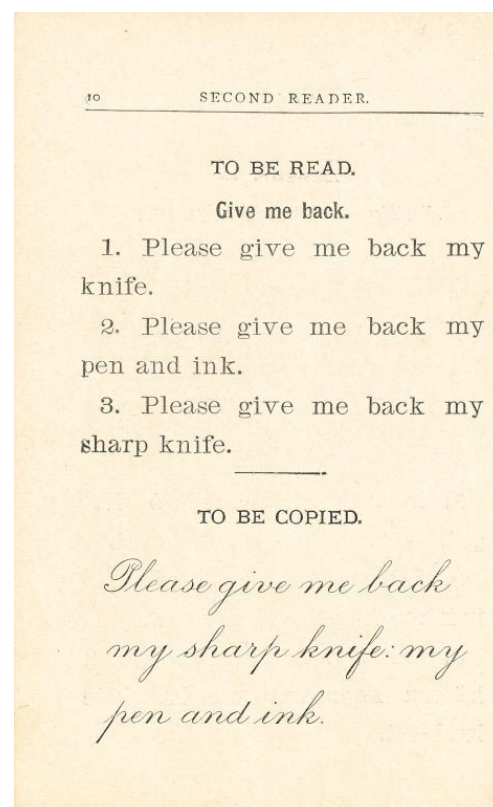 10 SECOND READER.
TO BE READ.
Give me back.
1. Please give me back my
knife.
2. Please give me back my
pen and ink.
3. Please give me back my
sharp knife.
TO BE COPIED.
Please give me back
my sharp knife: my
pen and ink.